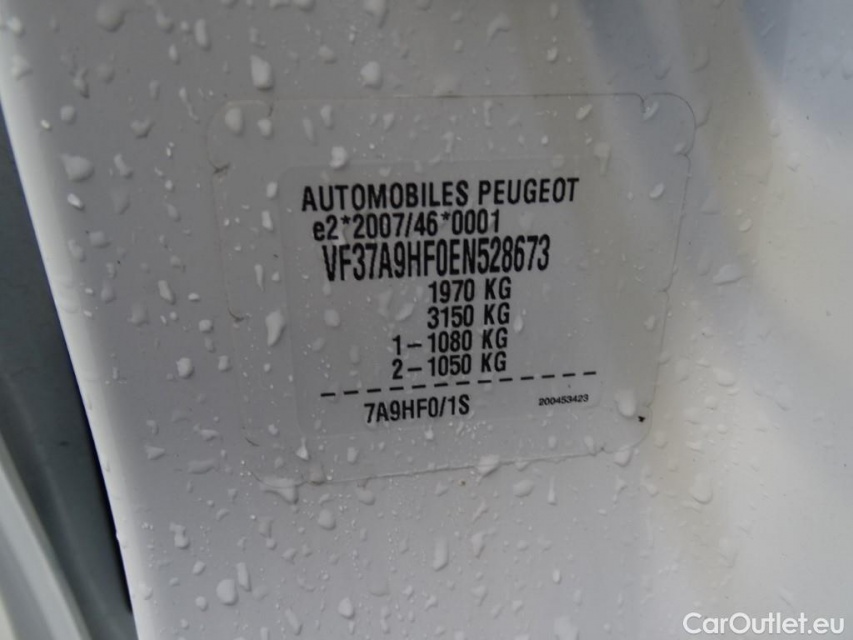 AUTOMOBILES PEUGEOT
e2*2007/46*0001
VF37A9HF0EN528673
1970 KG
3150 KG
1-1080 KG
2-1050 KG
7A9HF0/1S
200453423
CarOutlet.eu